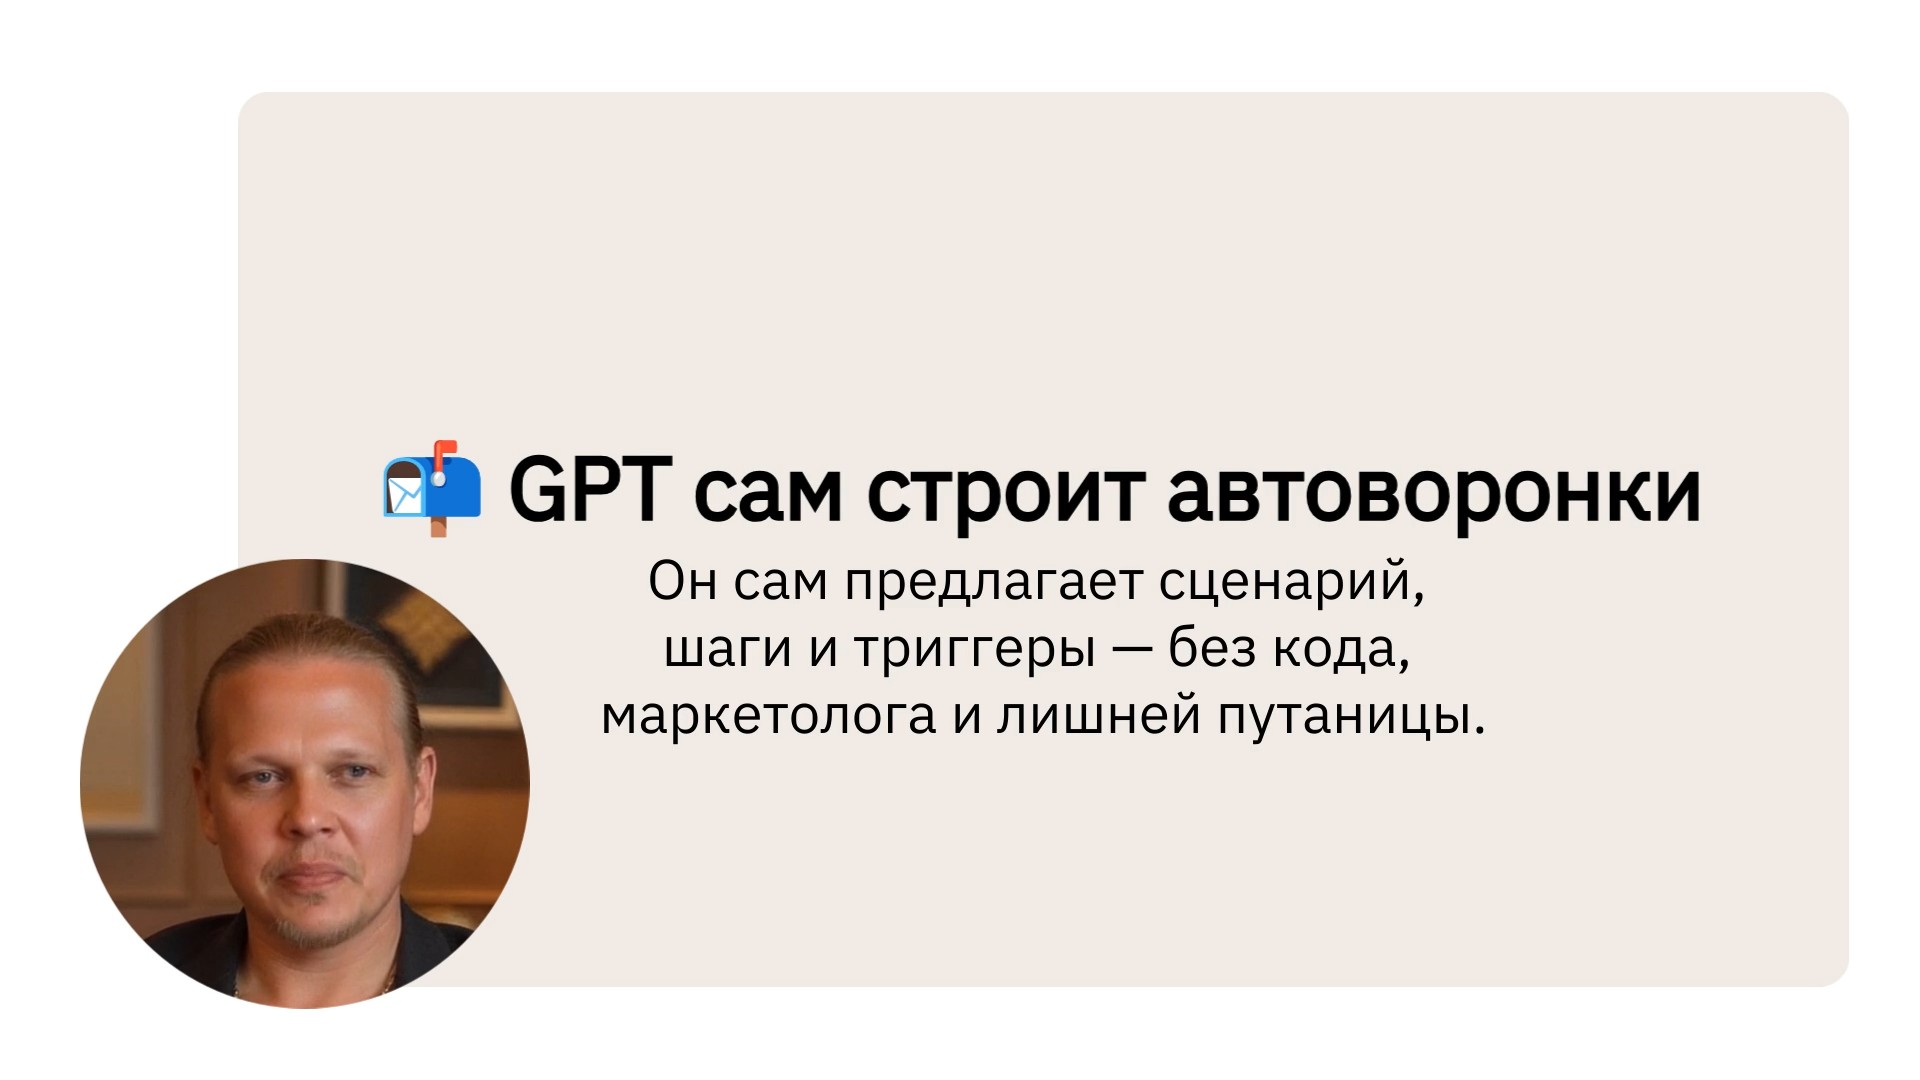 📬 GPT сам строит автоворонки
Он сам предлагает сценарий,
шаги и триггеры — без кода,
маркетолога и лишней путаницы.